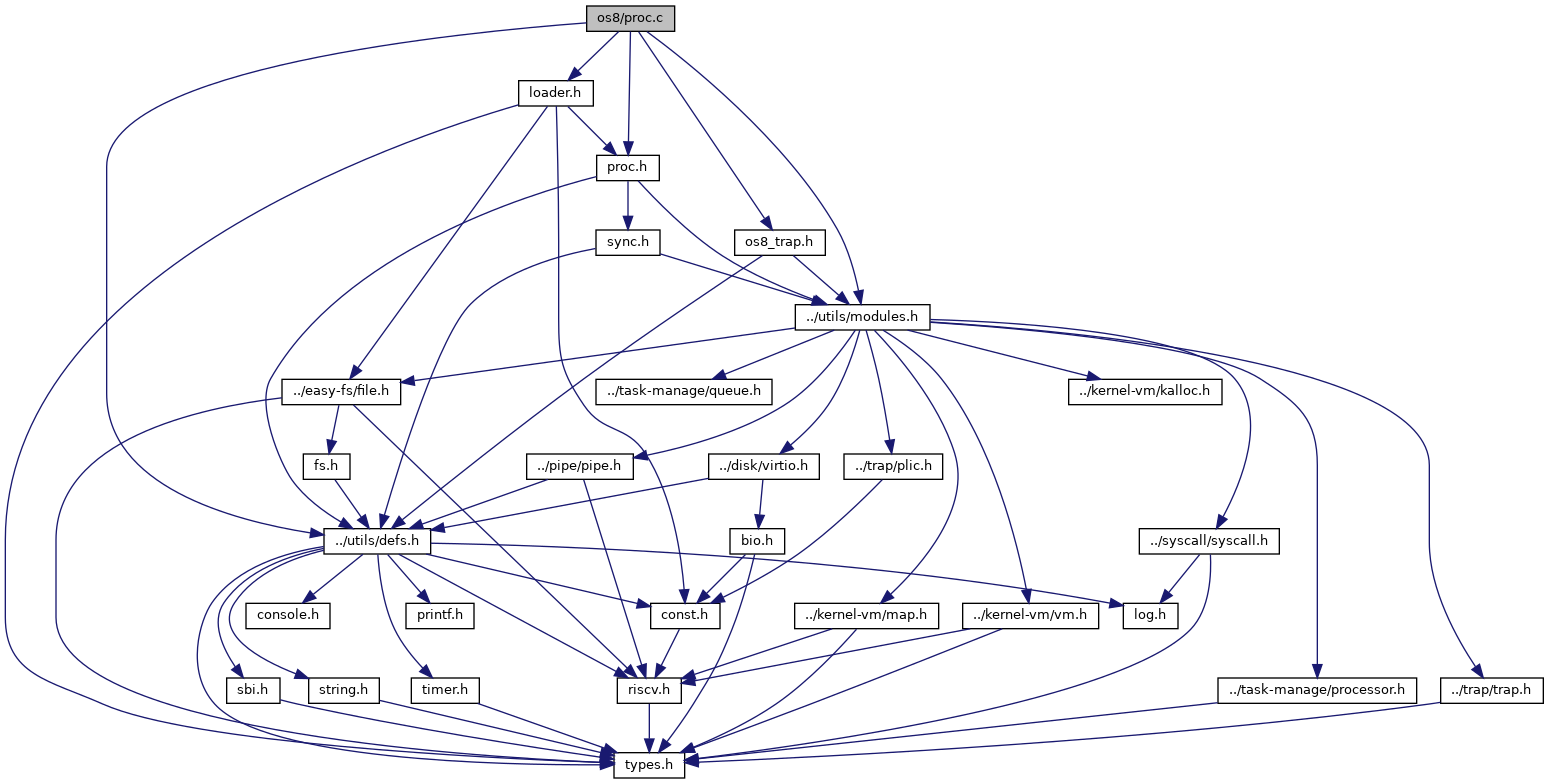 os8/proc.c
loader.h
proc.h
sync.h
os8_trap.h
../utils/modules.h
../easy-fs/file.h
../task-manage/queue.h
../kernel-vm/kalloc.h
fs.h
../pipe/pipe.h
../disk/virtio.h
../trap/plic.h
../utils/defs.h
bio.h
../syscall/syscall.h
console.h
printf.h
const.h
../kernel-vm/map.h
../kernel-vm/vm.h
log.h
sbi.h
string.h
timer.h
riscv.h
../task-manage/processor.h
../trap/trap.h
types.h